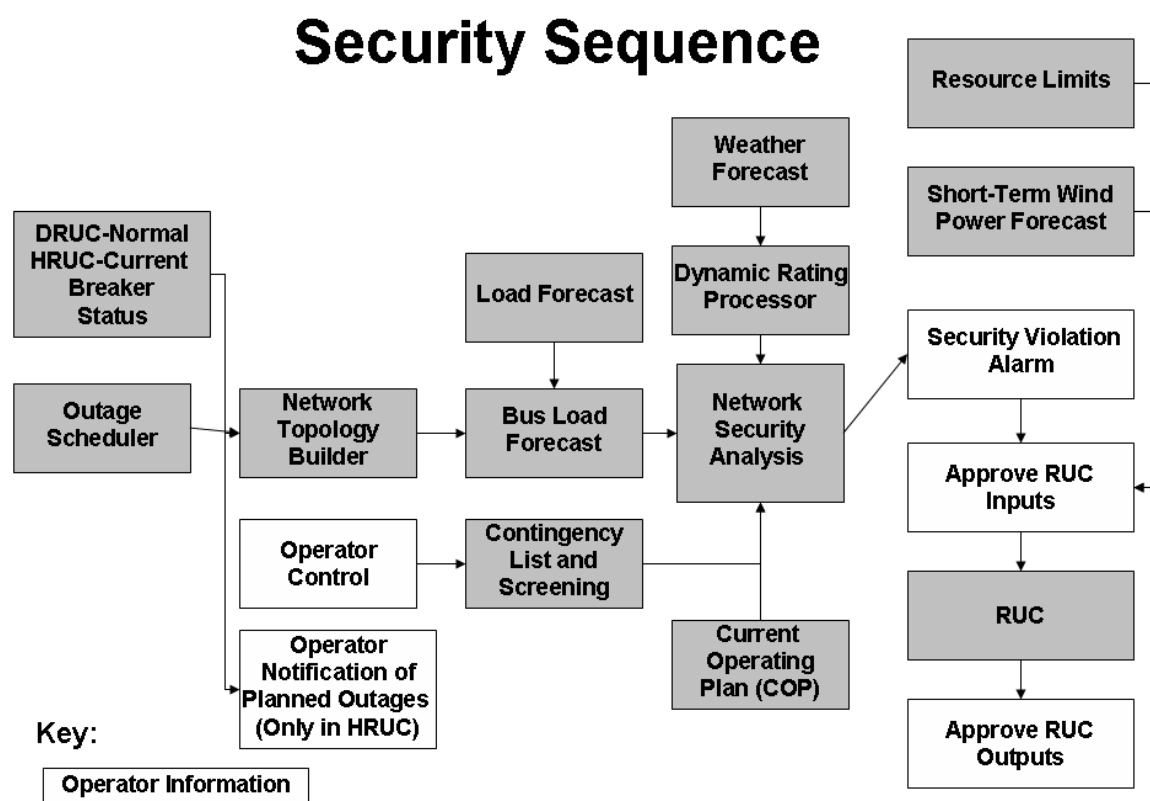 Security Sequence
Resource Limits
Weather
Forecast
Short-Term Wind
Power Forecast
DRUC-Normal
HRUC-Current
Breaker
Status
Load Forecast
Dynamic Rating
Processor
Security Violation
Alarm
Outage
Scheduler
Network
Topology
Builder
Bus Load
Forecast
Network
Security
Analysis
Approve RUC
Inputs
Operator
Control
Contingency
List and
Screening
RUC
Operator
Notification of
Planned Outages
(Only in HRUC)
Current
Operating
Plan (COP)
Approve RUC
Outputs
Key:
Operator Information